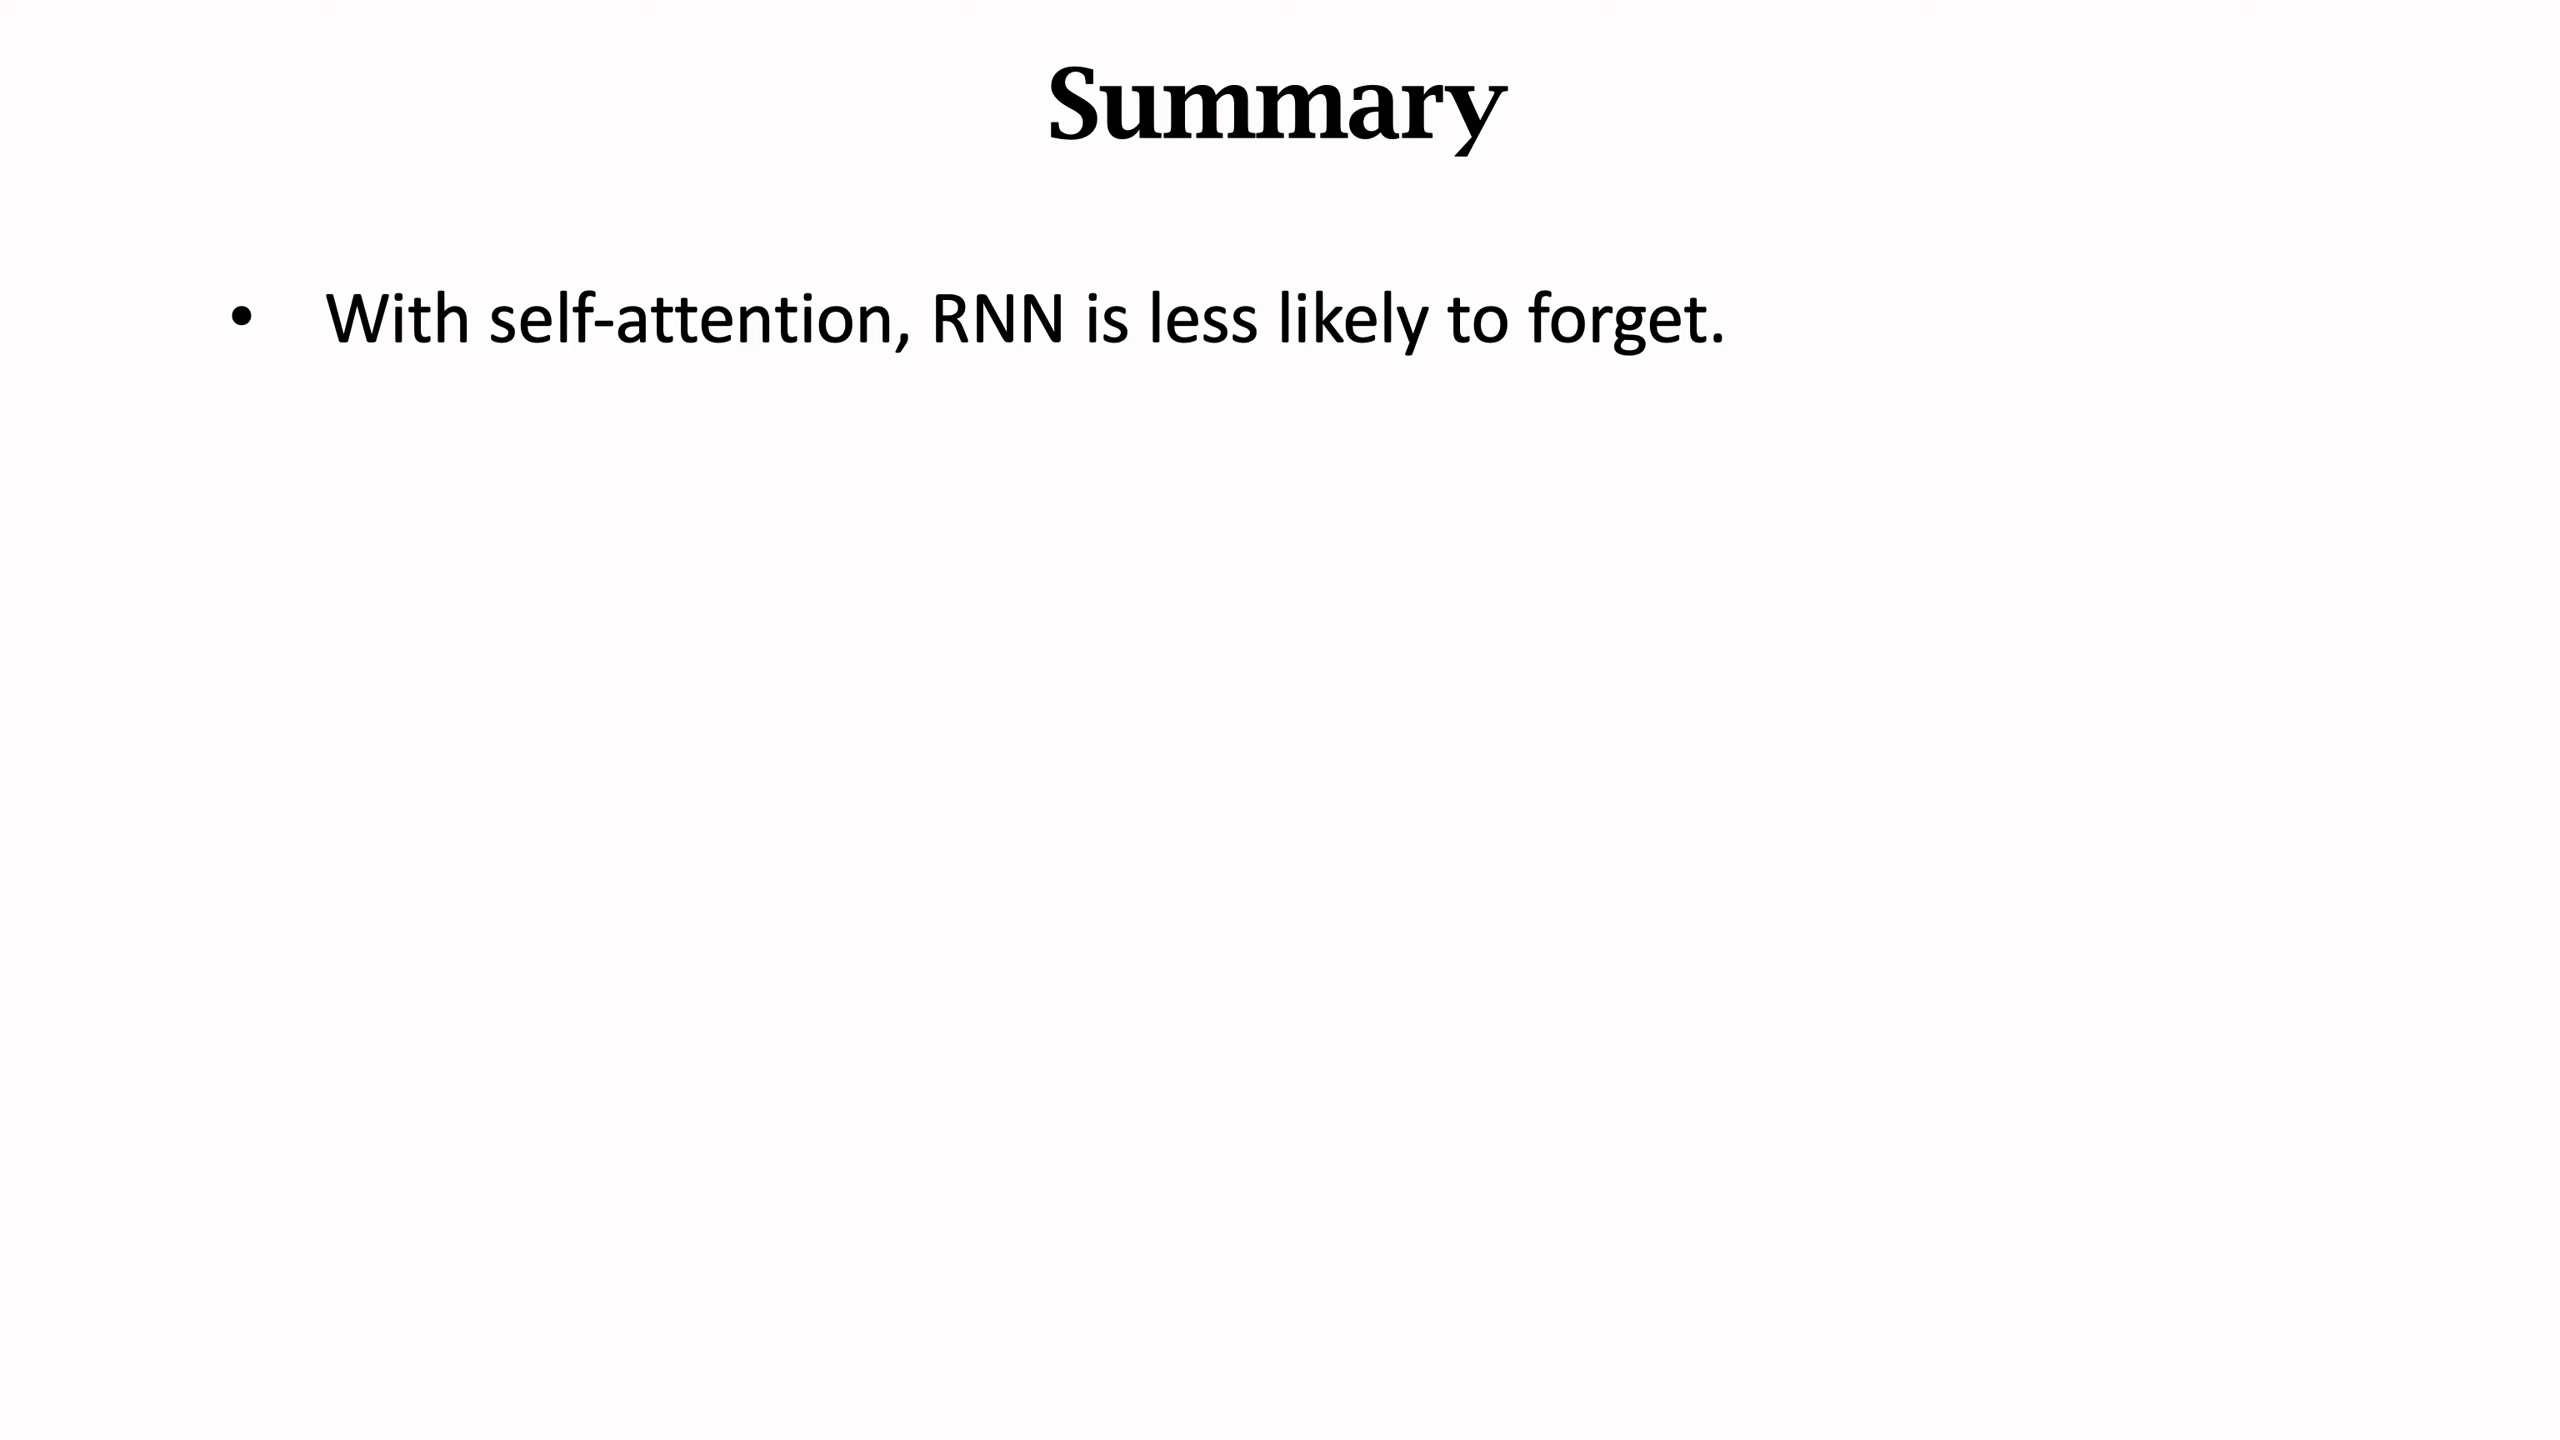 Summary
• With self-attention, RNN is less likely to forget.